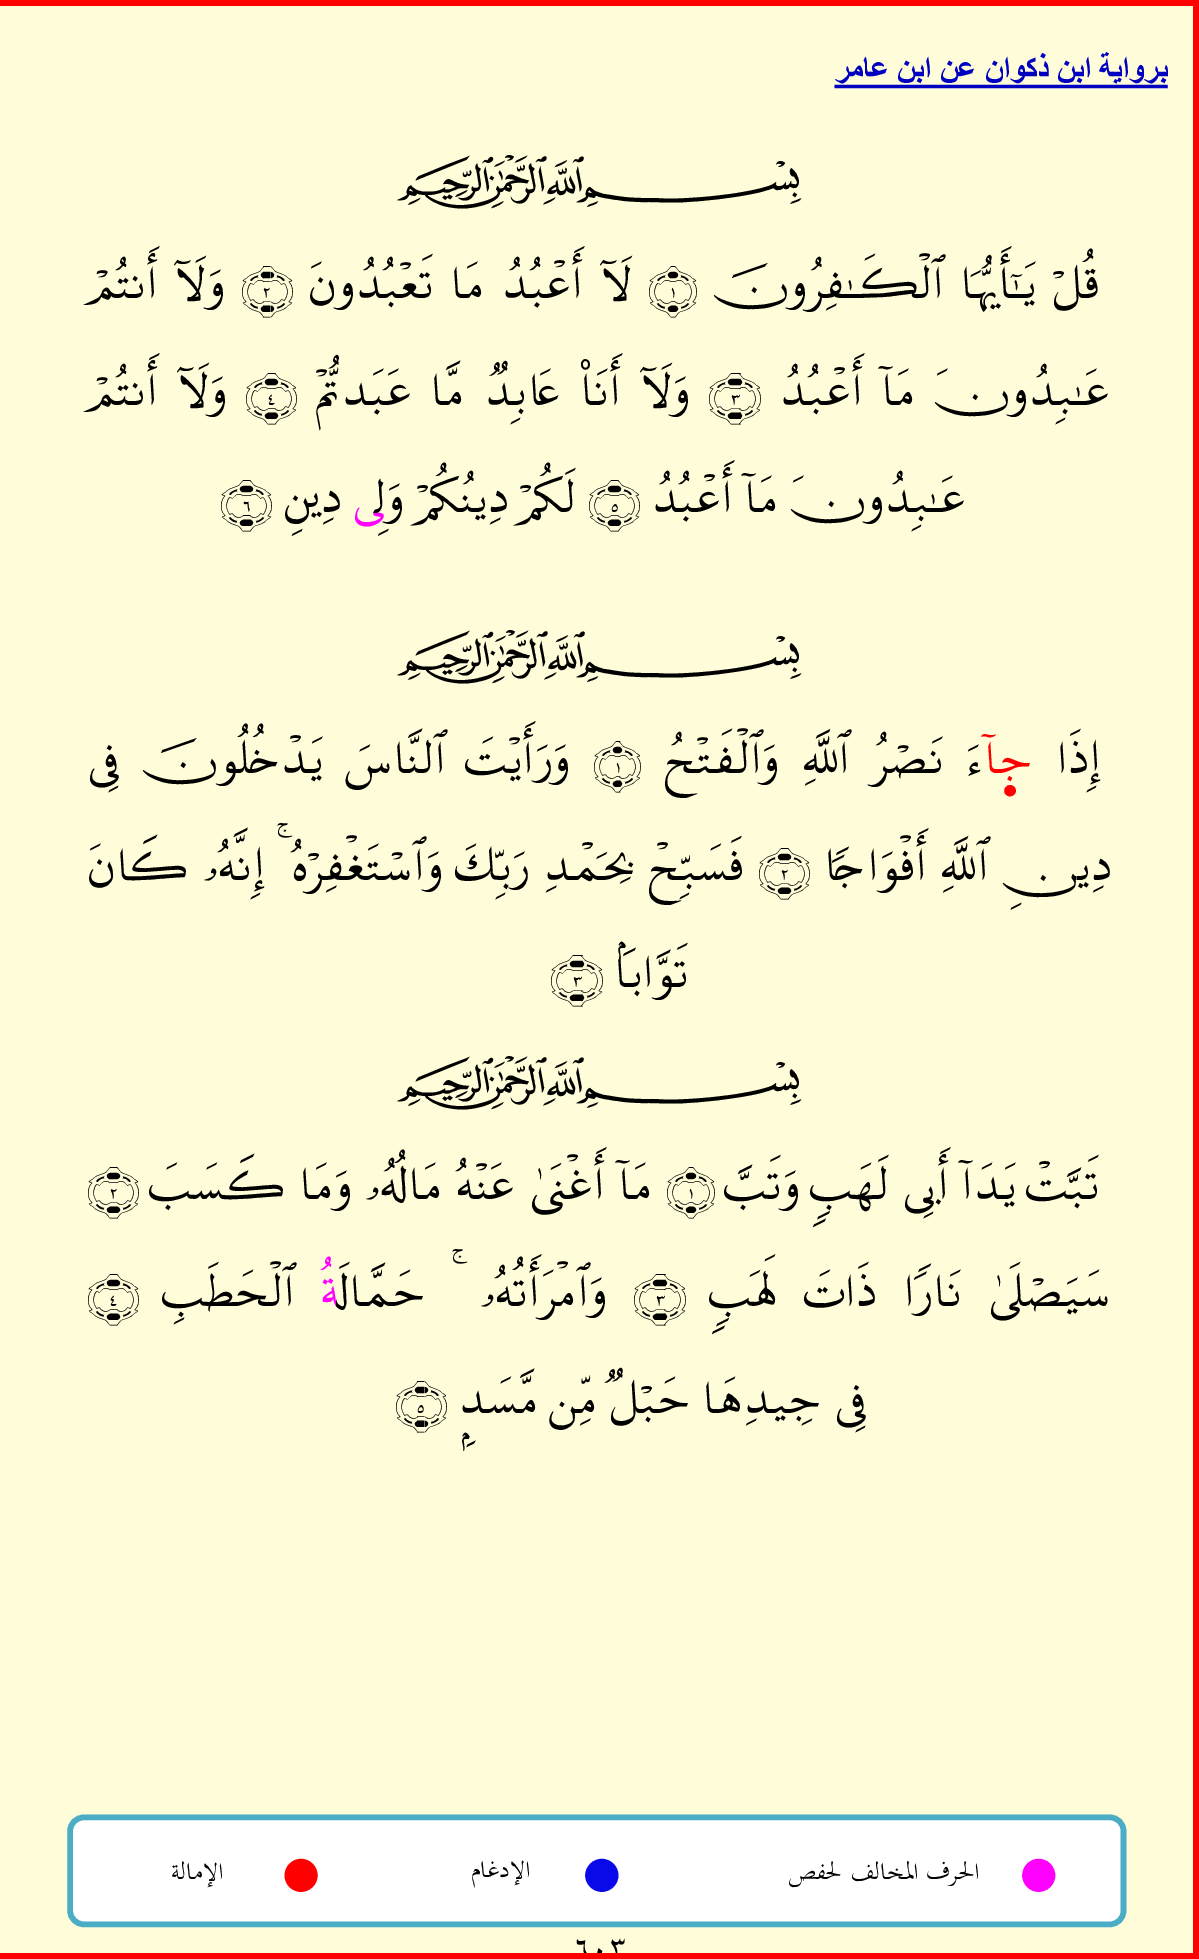 برواية ابن ذكوان عن ابن عامر
بِسْمِ ٱللَّهِ ٱلرَّحْمَٰنِ ٱلرَّحِيمِ
قُلۡ يَـٰٓأَيُّهَا ٱلۡكَـٰفِرُونَ ١ لَآ أَعۡبُدُ مَا تَعۡبُدُونَ ٢ وَلَآ أَنتُمۡ
عَـٰبِدُونَ مَآ أَعۡبُدُ ٣ وَلَآ أَنَا۠ عَابِدٌ مَّا عَبَدتُّمۡ ٤ وَلَآ أَنتُمۡ
عَـٰبِدُونَ مَآ أَعۡبُدُ ٥ لَكُمۡ دِينُكُمۡ وَلِى دِينِ ٦
بِسْمِ ٱللَّهِ ٱلرَّحْمَٰنِ ٱلرَّحِيمِ
إِذَا جآءَ نَصۡرُ ٱللَّهِ وَٱلۡفَتۡحُ ١ وَرَأَيۡتَ ٱلنَّاسَ يَدۡخُلُونَ فِى
دِينِ ٱللَّهِ أَفۡوَاجًا ٢ فَسَبِّحۡ بِحَمۡدِ رَبِّكَ وَٱسۡتَغۡفِرۡهُ ۚ إِنَّهُۥ كَانَ
تَوَّابَۢا ٣
بِسْمِ ٱللَّهِ ٱلرَّحْمَٰنِ ٱلرَّحِيمِ
تَبَّتۡ يَدَآ أَبِى لَهَبٍ وَتَبَّ ١ مَآ أَغۡنَىٰ عَنۡهُ مَالُهُۥ وَمَا كَسَبَ ٢
سَيَصۡلَىٰ نَارًا ذَاتَ لَهَبٍ ٣ وَٱمۡرَأَتُهُۥ ۚ حَمَّالَةُ ٱلۡحَطَبِ ٤
فِى جِيدِهَا حَبۡلٌ مِّن مَّسَدِۭ ٥
الحرف المخالف لحفص الإدغام الإمالة
٦٠٣